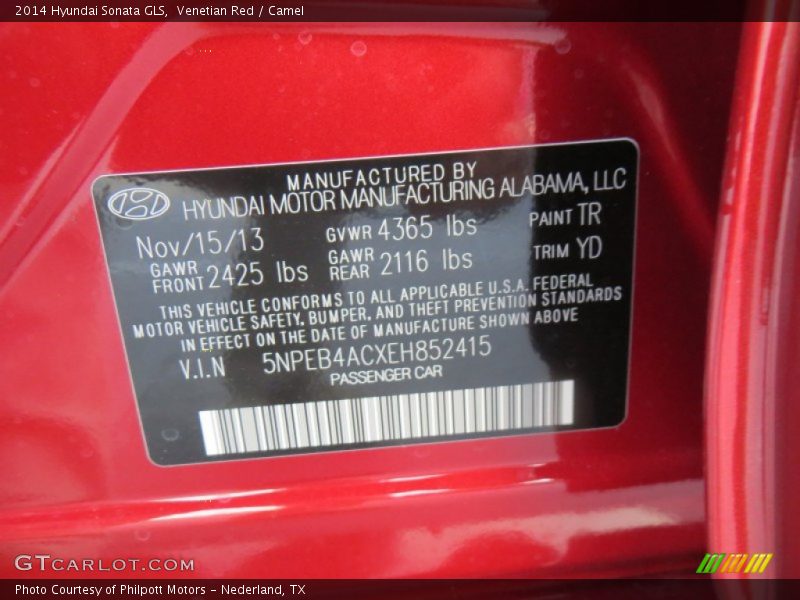 2014 Hyundai Sonata GLS, Venetian Red / Camel
MANUFACTURED BY
HYUNDAI MOTOR MANUFACTURING ALABAMA, LLC
Nov/15/13 GVWR 4365 lbs PAINT TR
GAWR FRONT 2425 lbs GAWR REAR 2116 lbs TRIM YD
THIS VEHICLE CONFORMS TO ALL APPLICABLE U.S.A. FEDERAL
MOTOR VEHICLE SAFETY, BUMPER, AND THEFT PREVENTION STANDARDS
IN EFFECT ON THE DATE OF MANUFACTURE SHOWN ABOVE
V.I.N 5NPEB4ACXEH852415
PASSENGER CAR
GTCARLOT.COM
Photo Courtesy of Philpott Motors - Nederland, TX